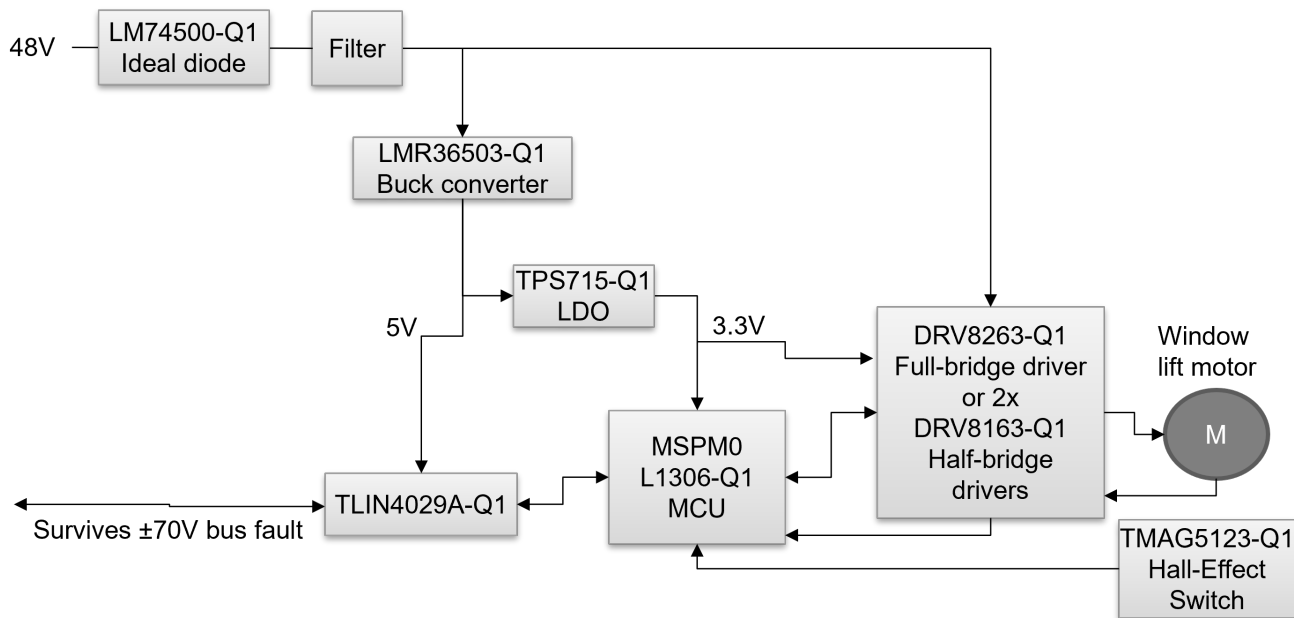 48V
LM74500-Q1
Ideal diode
Filter
LMR36503-Q1
Buck converter
TPS715-Q1
LDO
5V
3.3V
DRV8263-Q1
Full-bridge driver
or 2x
DRV8163-Q1
Half-bridge
drivers
Window
lift motor
M
MSPM0
L1306-Q1
MCU
TLIN4029A-Q1
Survives ±70V bus fault
TMAG5123-Q1
Hall-Effect
Switch